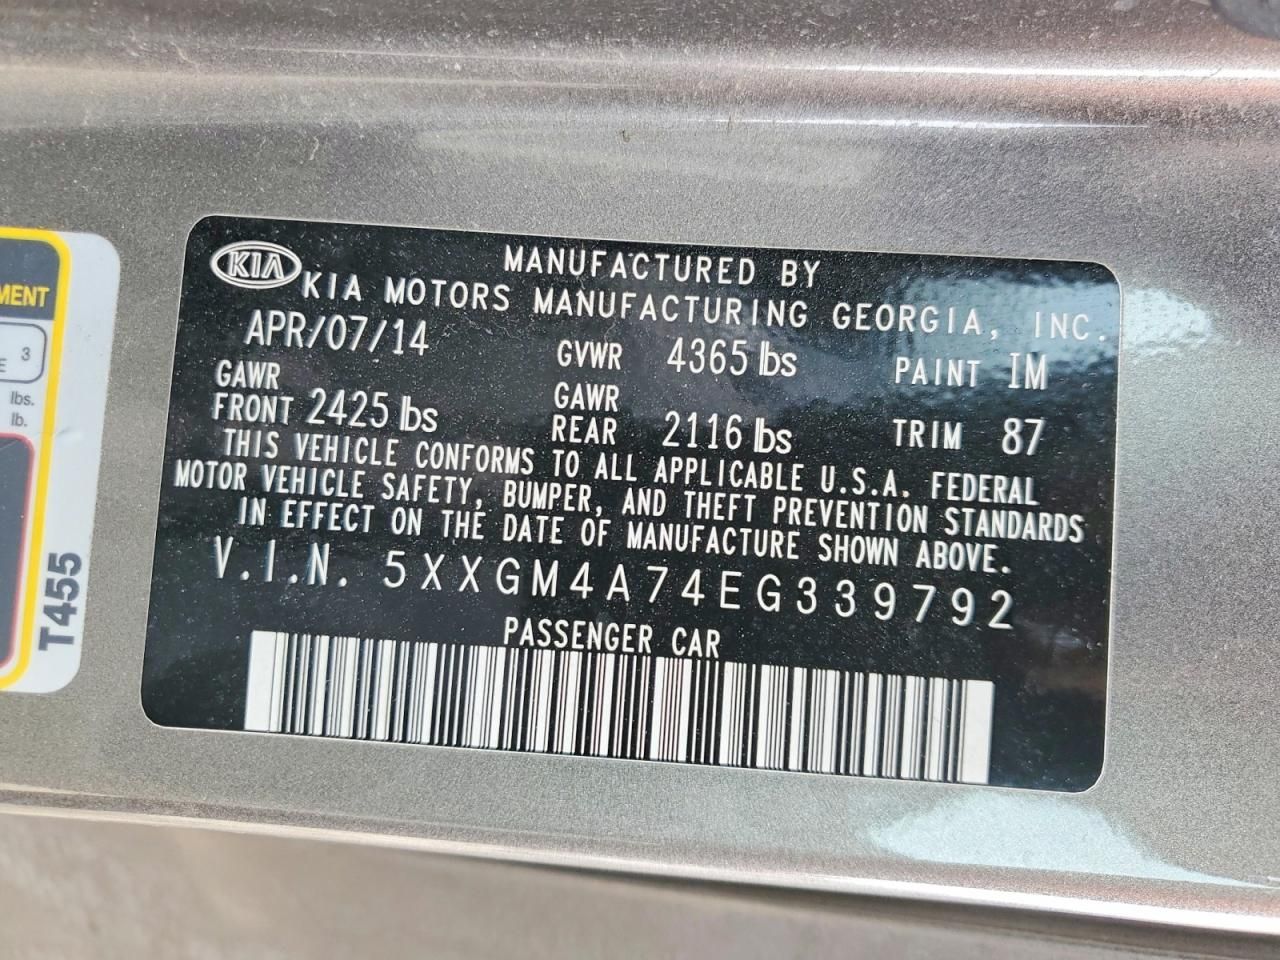 KIA
MANUFACTURED BY
KIA MOTORS MANUFACTURING GEORGIA, INC.
APR/07/14 GVWR 4365 lbs PAINT IM
GAWR FRONT 2425 lbs GAWR REAR 2116 lbs TRIM 87
THIS VEHICLE CONFORMS TO ALL APPLICABLE U.S.A. FEDERAL
MOTOR VEHICLE SAFETY, BUMPER, AND THEFT PREVENTION STANDARDS
IN EFFECT ON THE DATE OF MANUFACTURE SHOWN ABOVE.
V.I.N. 5XXGM4A74EG339792
PASSENGER CAR
3
lbs.
lb.
T455